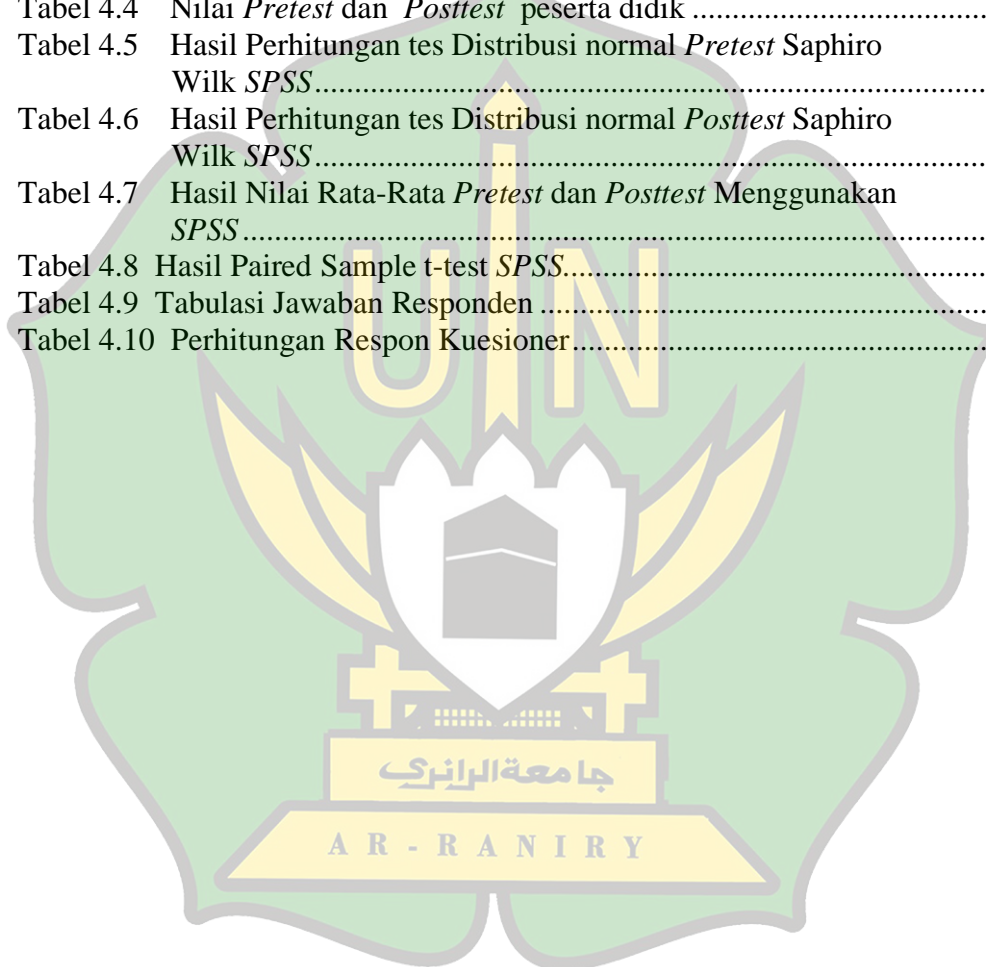 Tabel 4.4 Nilai Pretest dan Posttest peserta didik ....................................
Tabel 4.5 Hasil Perhitungan tes Distribusi normal Pretest Saphiro
Wilk SPSS.....................................................................................
Tabel 4.6 Hasil Perhitungan tes Distribusi normal Posttest Saphiro
Wilk SPSS.....................................................................................
Tabel 4.7 Hasil Nilai Rata-Rata Pretest dan Posttest Menggunakan
SPSS..............................................................................................
Tabel 4.8 Hasil Paired Sample t-test SPSS.....................................................
Tabel 4.9 Tabulasi Jawaban Responden ........................................................
Tabel 4.10 Perhitungan Respon Kuesioner....................................................
UIN
جامعةالرانري
AR-RANIRY